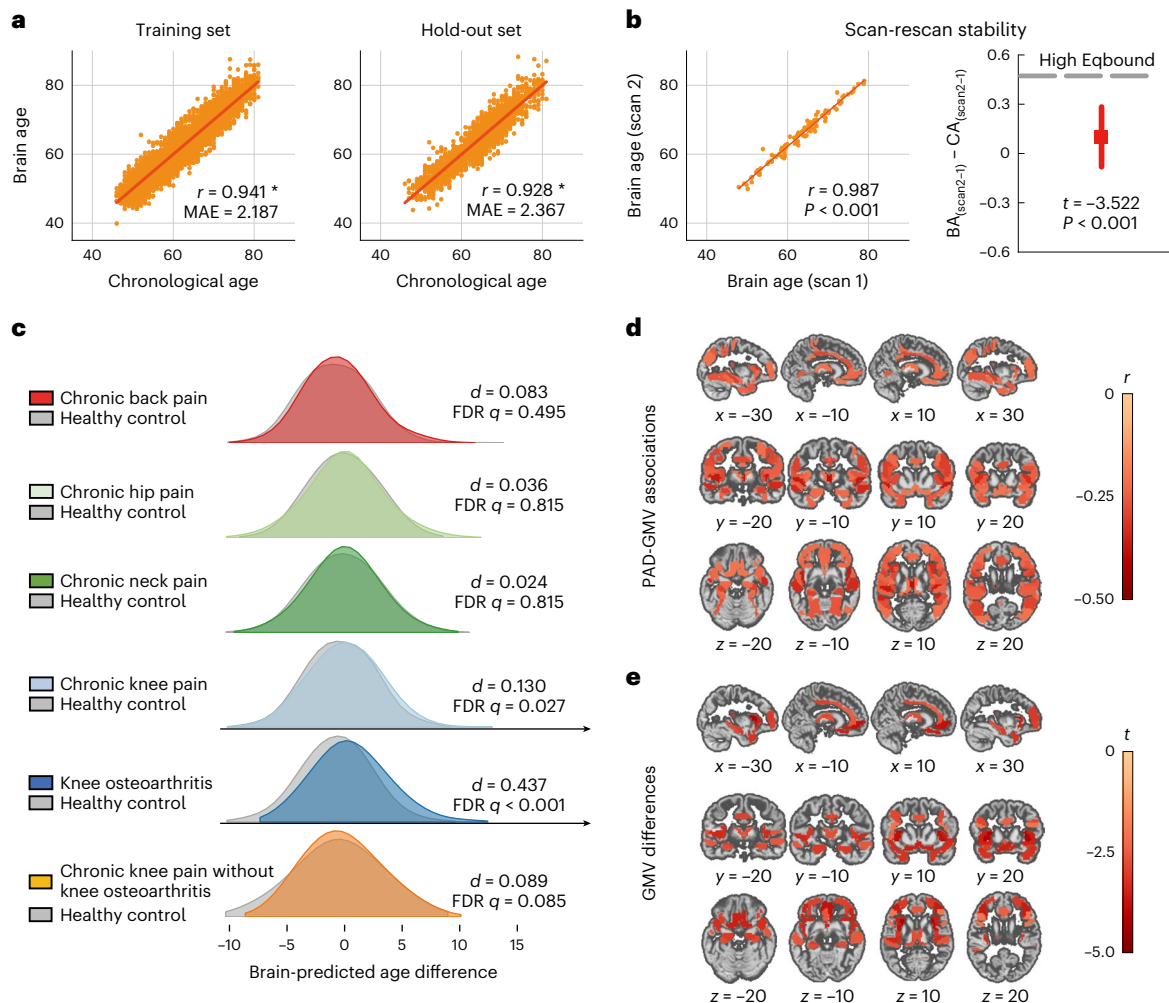 a
Training set
Hold-out set
Brain age
80
60
40
r = 0.941 *
MAE = 2.187
40
60
80
Chronological age
80
60
40
r = 0.928 *
MAE = 2.367
40
60
80
Chronological age
b
Scan-rescan stability
Brain age (scan 2)
80
60
40
r = 0.987
P < 0.001
40
60
80
Brain age (scan 1)
BA(scan2–1) – CA(scan2–1)
0.6
0.3
0
–0.3
–0.6
High Eqbound
t = –3.522
P < 0.001
c
Chronic back pain
Healthy control
d = 0.083
FDR q = 0.495
Chronic hip pain
Healthy control
d = 0.036
FDR q = 0.815
Chronic neck pain
Healthy control
d = 0.024
FDR q = 0.815
Chronic knee pain
Healthy control
d = 0.130
FDR q = 0.027
Knee osteoarthritis
Healthy control
d = 0.437
FDR q < 0.001
Chronic knee pain without
knee osteoarthritis
Healthy control
d = 0.089
FDR q = 0.085
–10
–5
0
5
10
15
Brain-predicted age difference
d
PAD-GMV associations
x = –30
x = –10
x = 10
x = 30
y = –20
y = –10
y = 10
y = 20
z = –20
z = –10
z = 10
z = 20
r
0
–0.25
–0.50
e
GMV differences
x = –30
x = –10
x = 10
x = 30
y = –20
y = –10
y = 10
y = 20
z = –20
z = –10
z = 10
z = 20
t
0
–2.5
–5.0